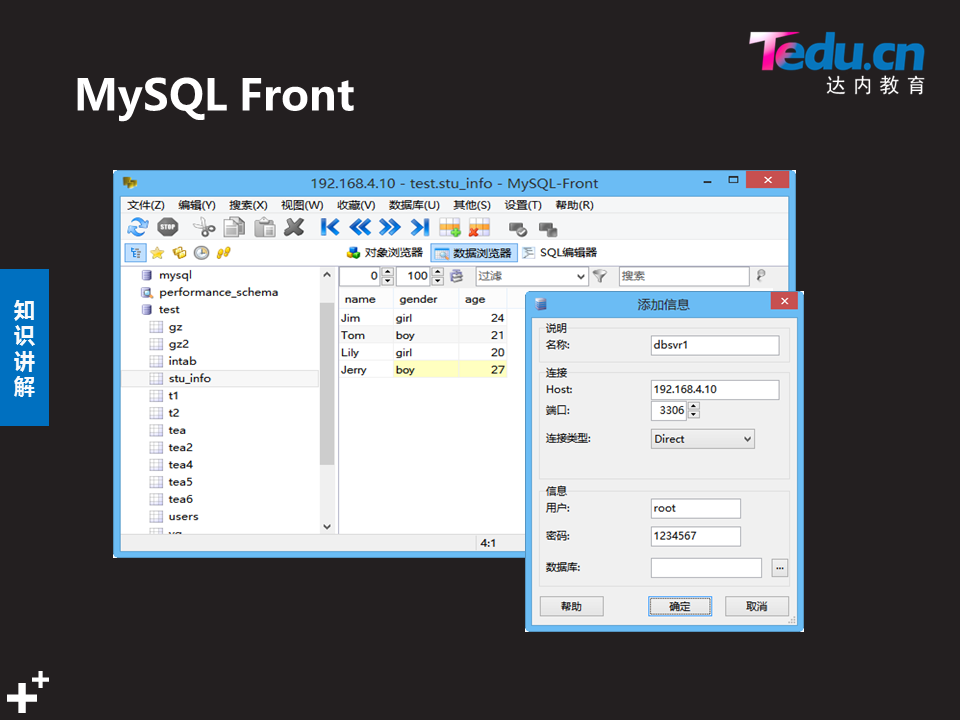 Tedu.cn
达内教育
MySQL Front
知识讲解
192.168.4.10 - test.stu_info - MySQL-Front
文件(Z) 编辑(Y) 搜索(X) 视图(W) 收藏(V) 数据库(U) 其他(S) 设置(T) 帮助(R)
STOP
对象浏览器 数据浏览器 SQL编辑器
mysql
performance_schema
test
gz
gz2
intab
stu_info
t1
t2
tea
tea2
tea4
tea5
tea6
users
0 100 过滤 搜索
name gender age
Jim girl 24
Tom boy 21
Lily girl 20
Jerry boy 27
4:1
添加信息
说明
名称: dbsvr1
连接
Host: 192.168.4.10
端口: 3306
连接类型: Direct
信息
用户: root
密码: 1234567
数据库: ...
帮助 确定 取消